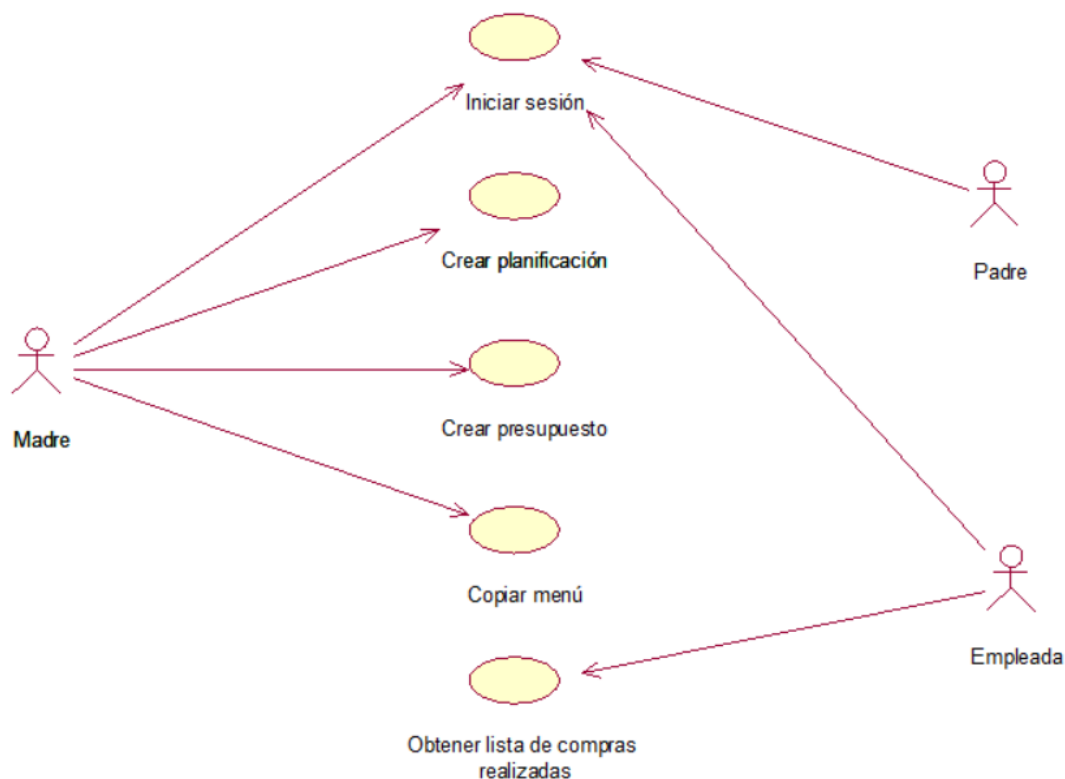 Iniciar sesión
Crear planificación
Padre
Crear presupuesto
Madre
Copiar menú
Empleada
Obtener lista de compras
realizadas